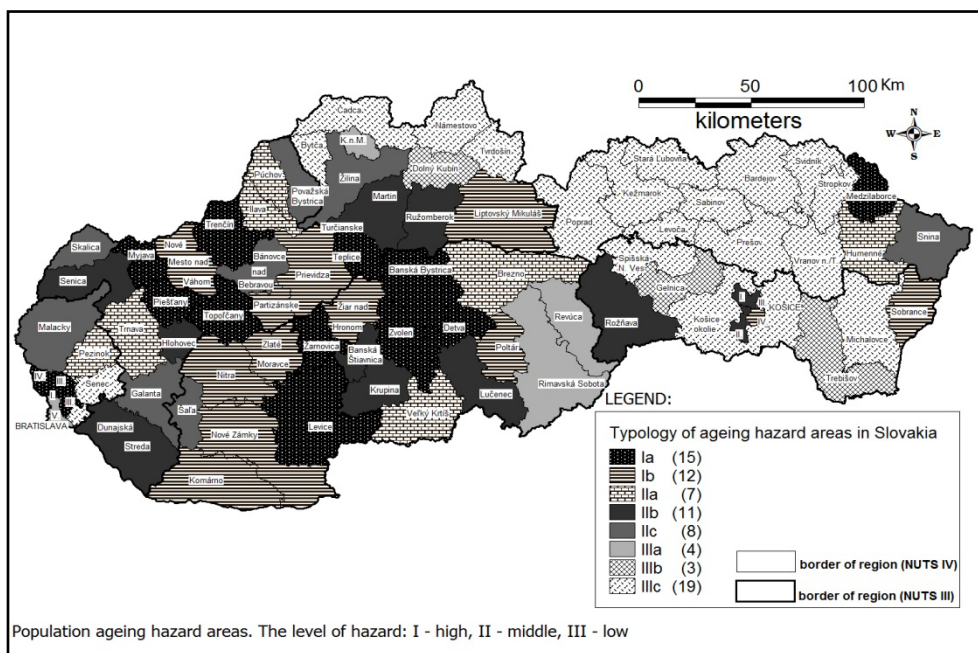 0 50 100 Km
kilometers
N
W E
S
Čadca
Námestovo
Bytča
K.n.M.
Tvrdošín
Púchov
Žilina
Dolný Kubín
Považská
Bystrica
Ilava
Martin
Ružomberok
Liptovský Mikuláš
Stará Ľubovňa
Kežmarok
Bardejov
Svidník
Stropkov
Medzilaborce
Sabinov
Poprad
Levoča
Prešov
Humenné
Snina
Vranov n./T.
Trenčín
Turčianske
Teplice
Skalica
Myjava
Nové
Mesto nad
Váhom
Bánovce
nad
Bebravou
Prievidza
Banská Bystrica
Brezno
Spišská
N. Ves
Gelnica
Senica
Piešťany
Topoľčany
Partizánske
Žiar nad
Hronom
Zvolen
Detva
Revúca
Rožňava
Košice
okolie
I
III
KOŠICE
IV
II
Michalovce
Sobrance
Trebišov
Malacky
Trnava
Hlohovec
Zlaté
Moravce
Žarnovica
Banská
Štiavnica
Poltár
Rimavská Sobota
Pezinok
Nitra
Krupina
Lučenec
Senec
Galanta
Šaľa
Levice
Veľký Krtíš
IV
III.
I.
II
V
BRATISLAVA
Dunajská
Streda
Nové Zámky
Komárno
LEGEND:
Typology of ageing hazard areas in Slovakia
Ia (15)
Ib (12)
IIa (7)
IIb (11)
IIc (8)
IIIa (4)
IIIb (3)
IIIc (19)
border of region (NUTS IV)
border of region (NUTS III)
Population ageing hazard areas. The level of hazard: I - high, II - middle, III - low